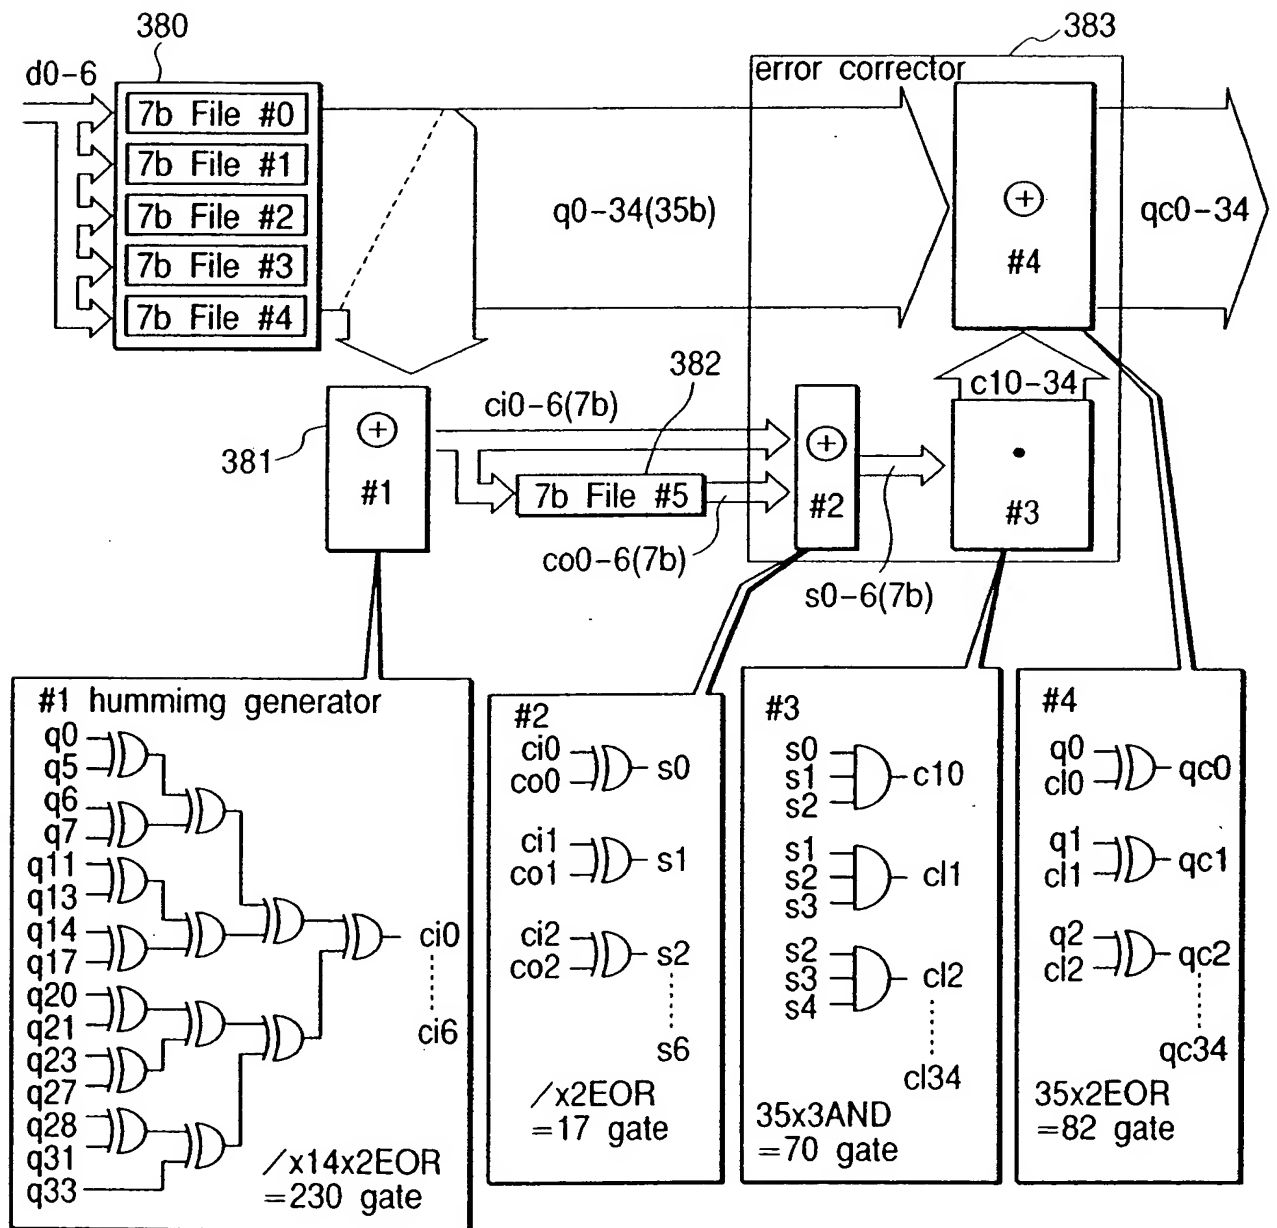 380
383
d0-6
error corrector
7b File #0
7b File #1
7b File #2
7b File #3
7b File #4
q0-34(35b)
#4
qc0-34
382
c10-34
ci0-6(7b)
381
#1
7b File #5
#2
#3
co0-6(7b)
s0-6(7b)
#1 hummimg generator
q0
q5
q6
q7
q11
q13
q14
q17
q20
q21
q23
q27
q28
q31
q33
ci0
ci6
/x14x2EOR
=230 gate
#2
ci0
co0
s0
ci1
co1
s1
ci2
co2
s2
s6
/x2EOR
=17 gate
#3
s0
s1
s2
c10
s1
s2
s3
cl1
s2
s3
s4
cl2
cl34
35x3AND
=70 gate
#4
q0
cl0
qc0
q1
cl1
qc1
q2
cl2
qc2
qc34
35x2EOR
=82 gate